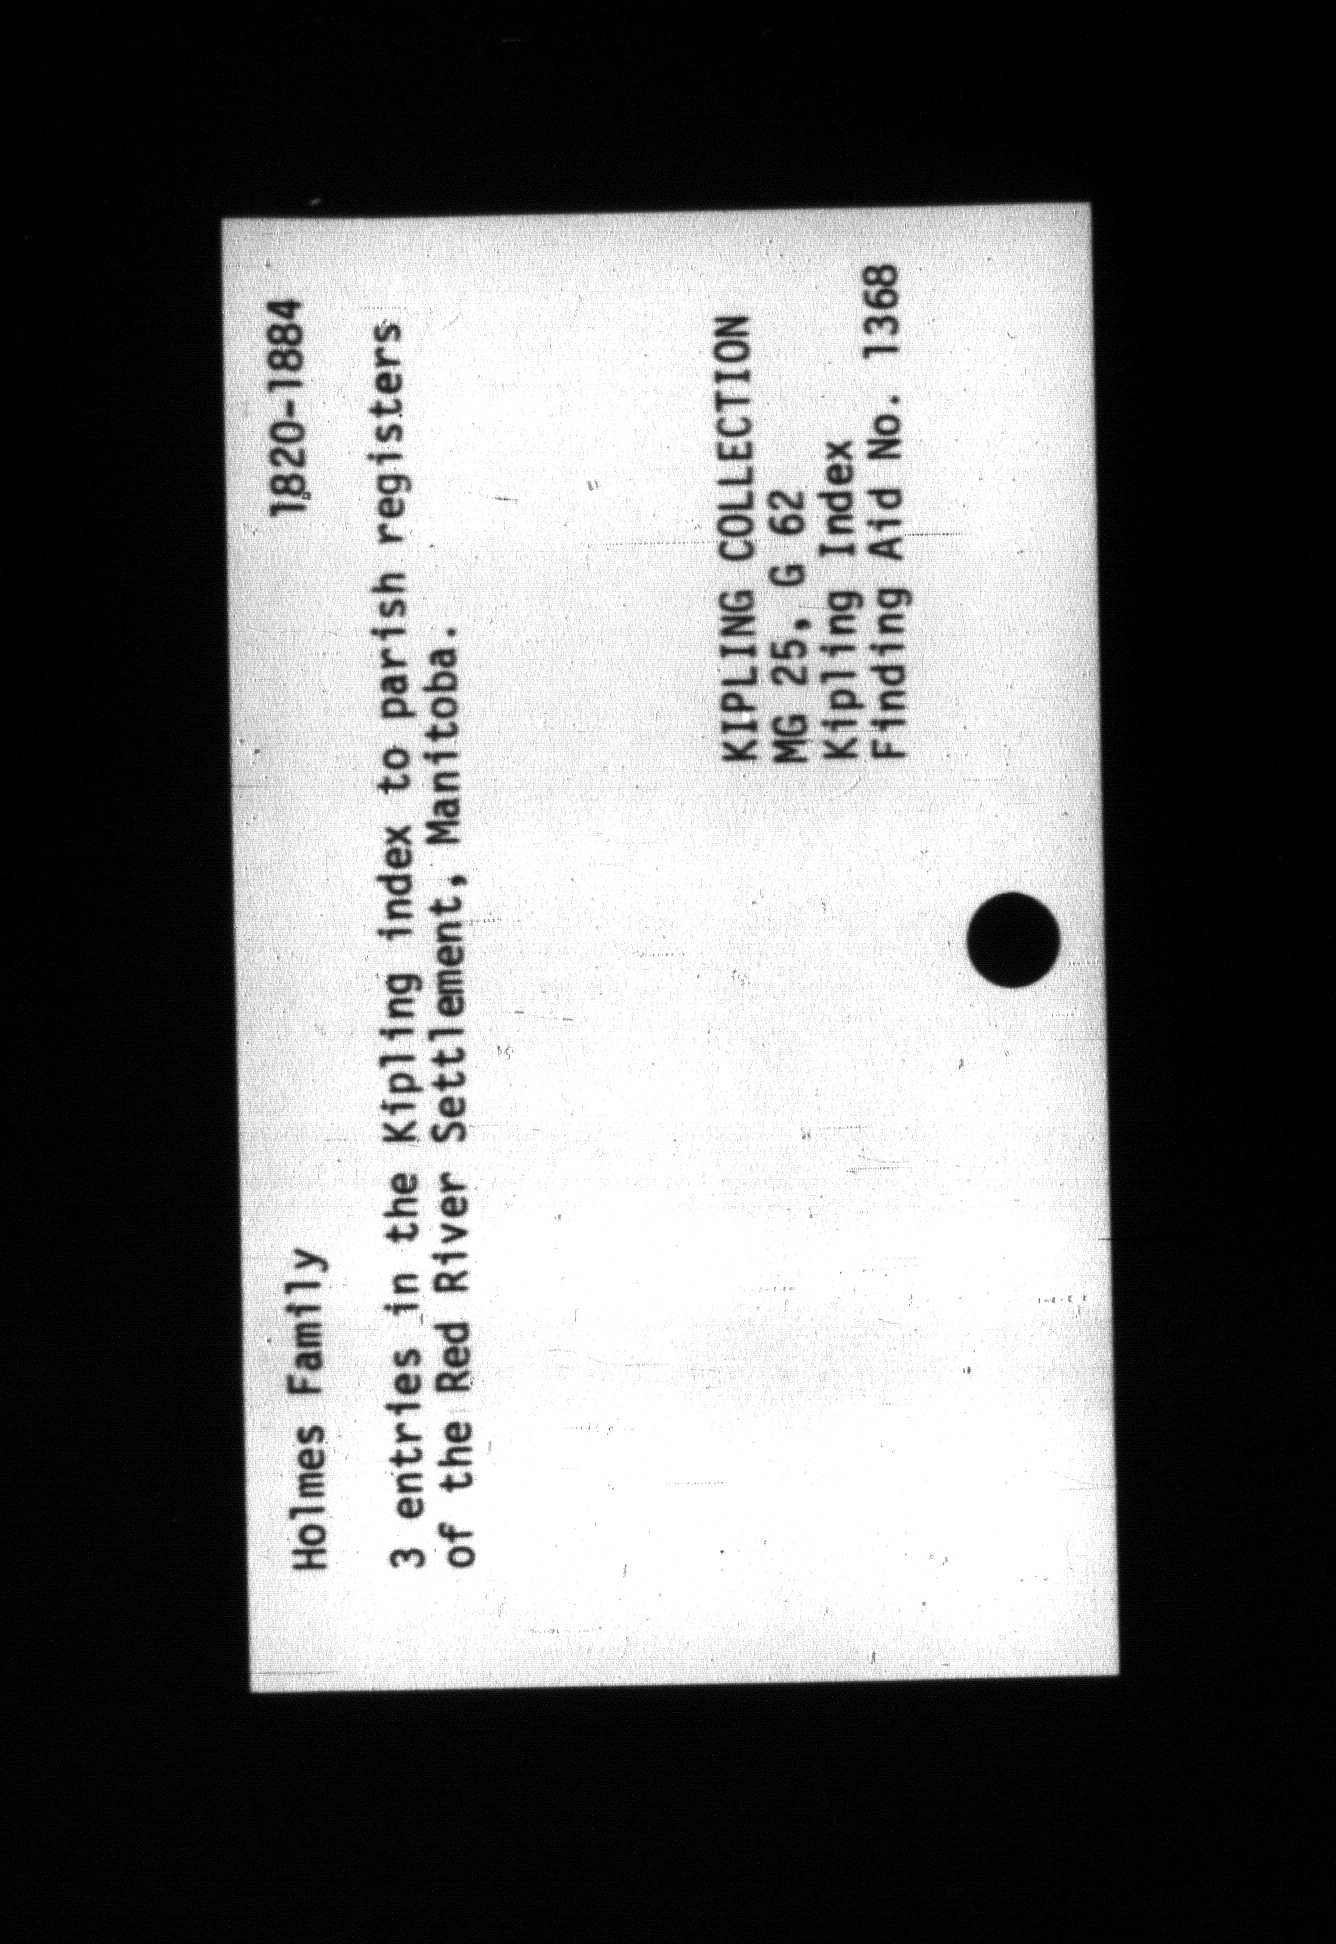 Holmes Family 1820-1884
3 entries in the Kipling index to parish registers
of the Red River Settlement, Manitoba.
KIPLING COLLECTION
MG 25, G 62
Kipling Index
Finding Aid No. 1368